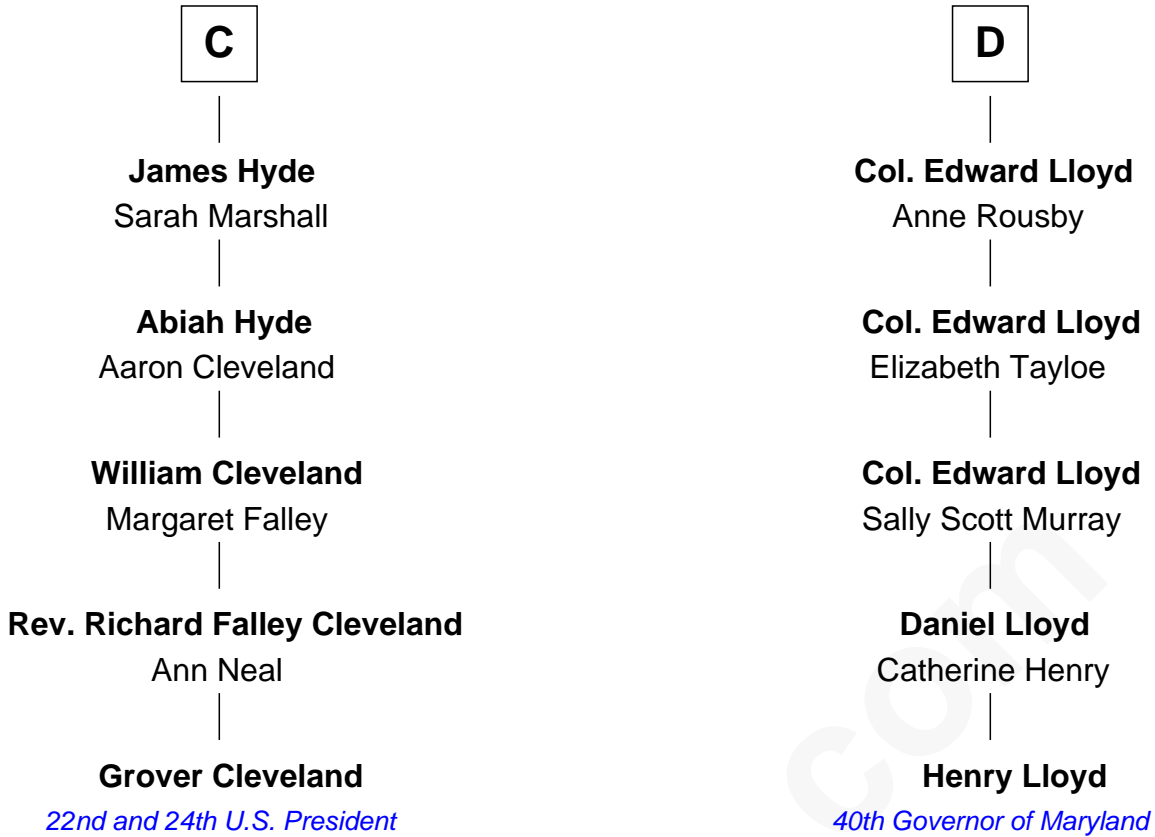 C
James Hyde
Sarah Marshall
Abiah Hyde
Aaron Cleveland
William Cleveland
Margaret Falley
Rev. Richard Falley Cleveland
Ann Neal
Grover Cleveland
22nd and 24th U.S. President
D
Col. Edward Lloyd
Anne Rousby
Col. Edward Lloyd
Elizabeth Tayloe
Col. Edward Lloyd
Sally Scott Murray
Daniel Lloyd
Catherine Henry
Henry Lloyd
40th Governor of Maryland
com